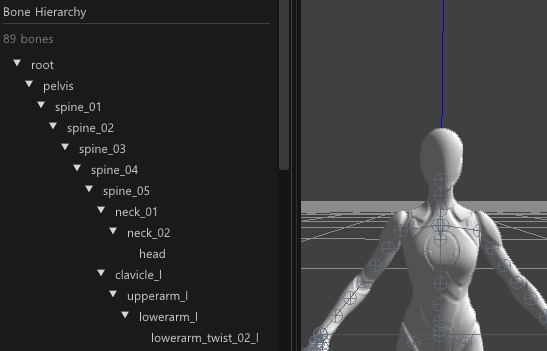 Bone Hierarchy
89 bones
root
pelvis
spine_01
spine_02
spine_03
spine_04
spine_05
neck_01
neck_02
head
clavicle_l
upperarm_l
lowerarm_l
lowerarm_twist_02_l